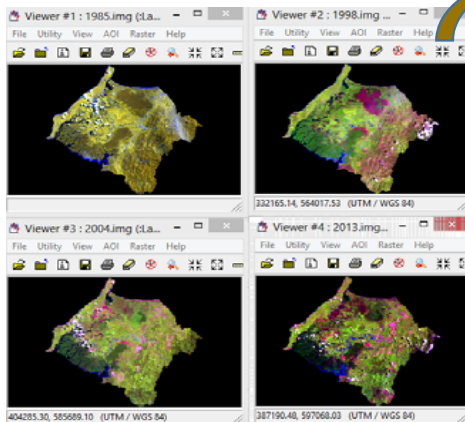 Viewer #1 : 1985.img (:La...
File Utility View AOI Raster Help
Viewer #2 : 1998.img ...
File Utility View AOI Raster Help
332165.14, 564017.53 (UTM / WGS 84)
Viewer #3 : 2004.img (:La...
File Utility View AOI Raster Help
404285.30, 585689.10 (UTM / WGS 84)
Viewer #4 : 2013.img...
File Utility View AOI Raster Help
387190.48, 597068.03 (UTM / WGS 84)